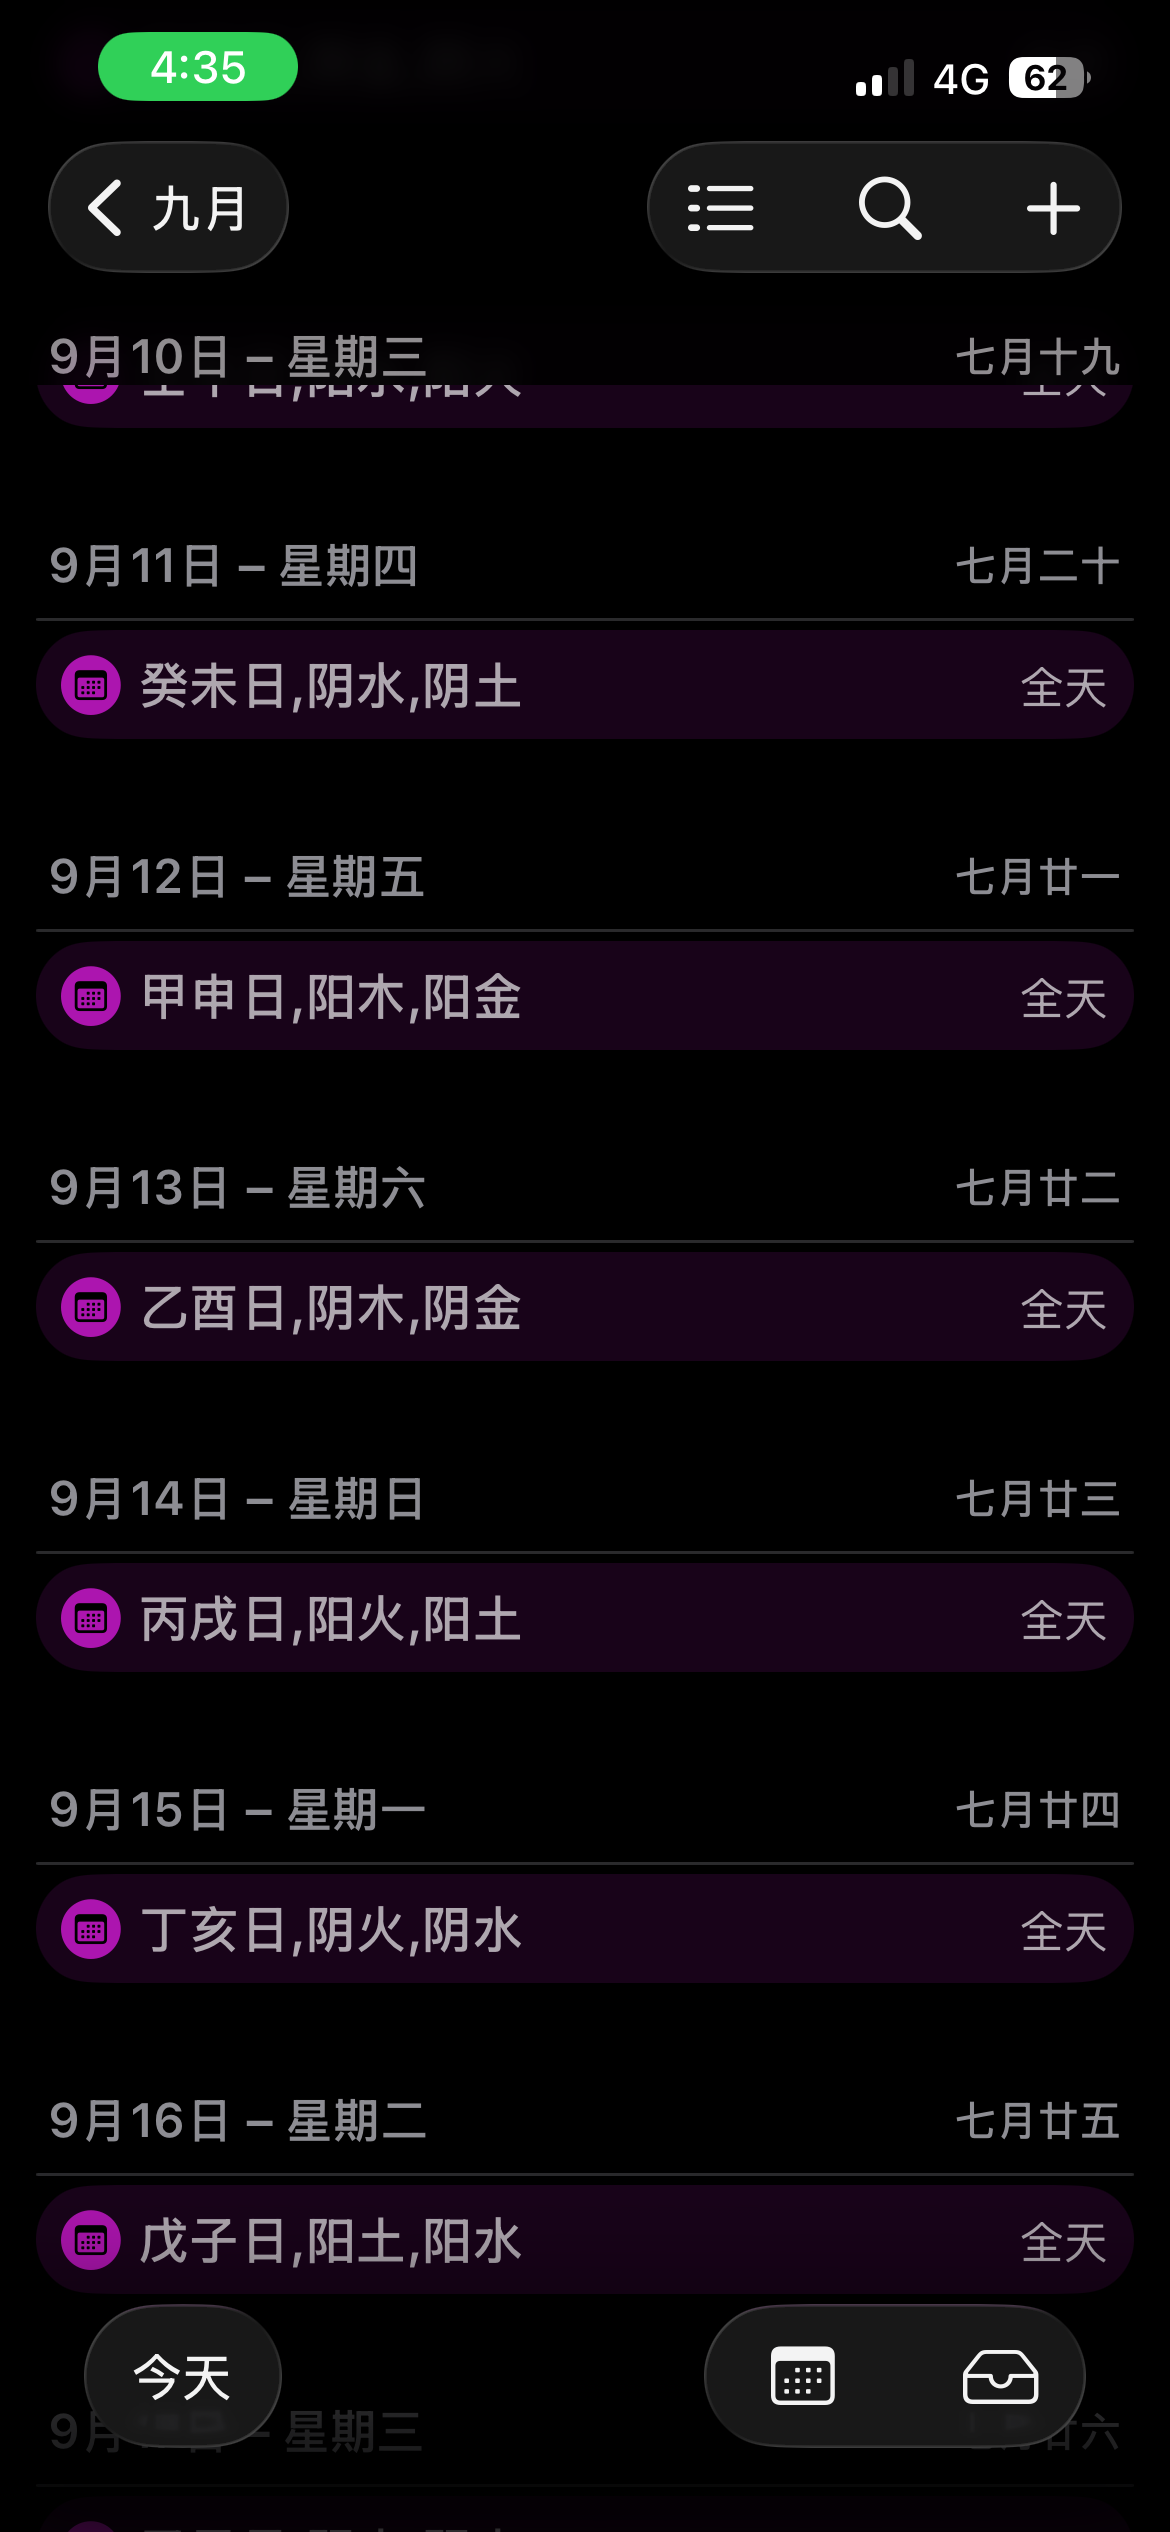 4:35
4G 62
九月
9月10日 – 星期三 七月十九
全天
9月11日 – 星期四 七月二十
癸未日,阴水,阴土 全天
9月12日 – 星期五 七月廿一
甲申日,阳木,阳金 全天
9月13日 – 星期六 七月廿二
乙酉日,阴木,阴金 全天
9月14日 – 星期日 七月廿三
丙戌日,阳火,阳土 全天
9月15日 – 星期一 七月廿四
丁亥日,阴火,阴水 全天
9月16日 – 星期二 七月廿五
戊子日,阳土,阳水 全天
今天
9月 – 星期三 廿六